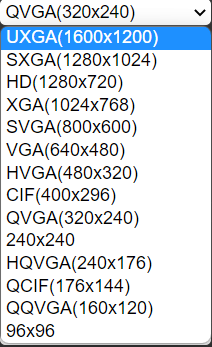 QVGA(320x240)
UXGA(1600x1200)
SXGA(1280x1024)
HD(1280x720)
XGA(1024x768)
SVGA(800x600)
VGA(640x480)
HVGA(480x320)
CIF(400x296)
QVGA(320x240)
240x240
HQVGA(240x176)
QCIF(176x144)
QQVGA(160x120)
96x96